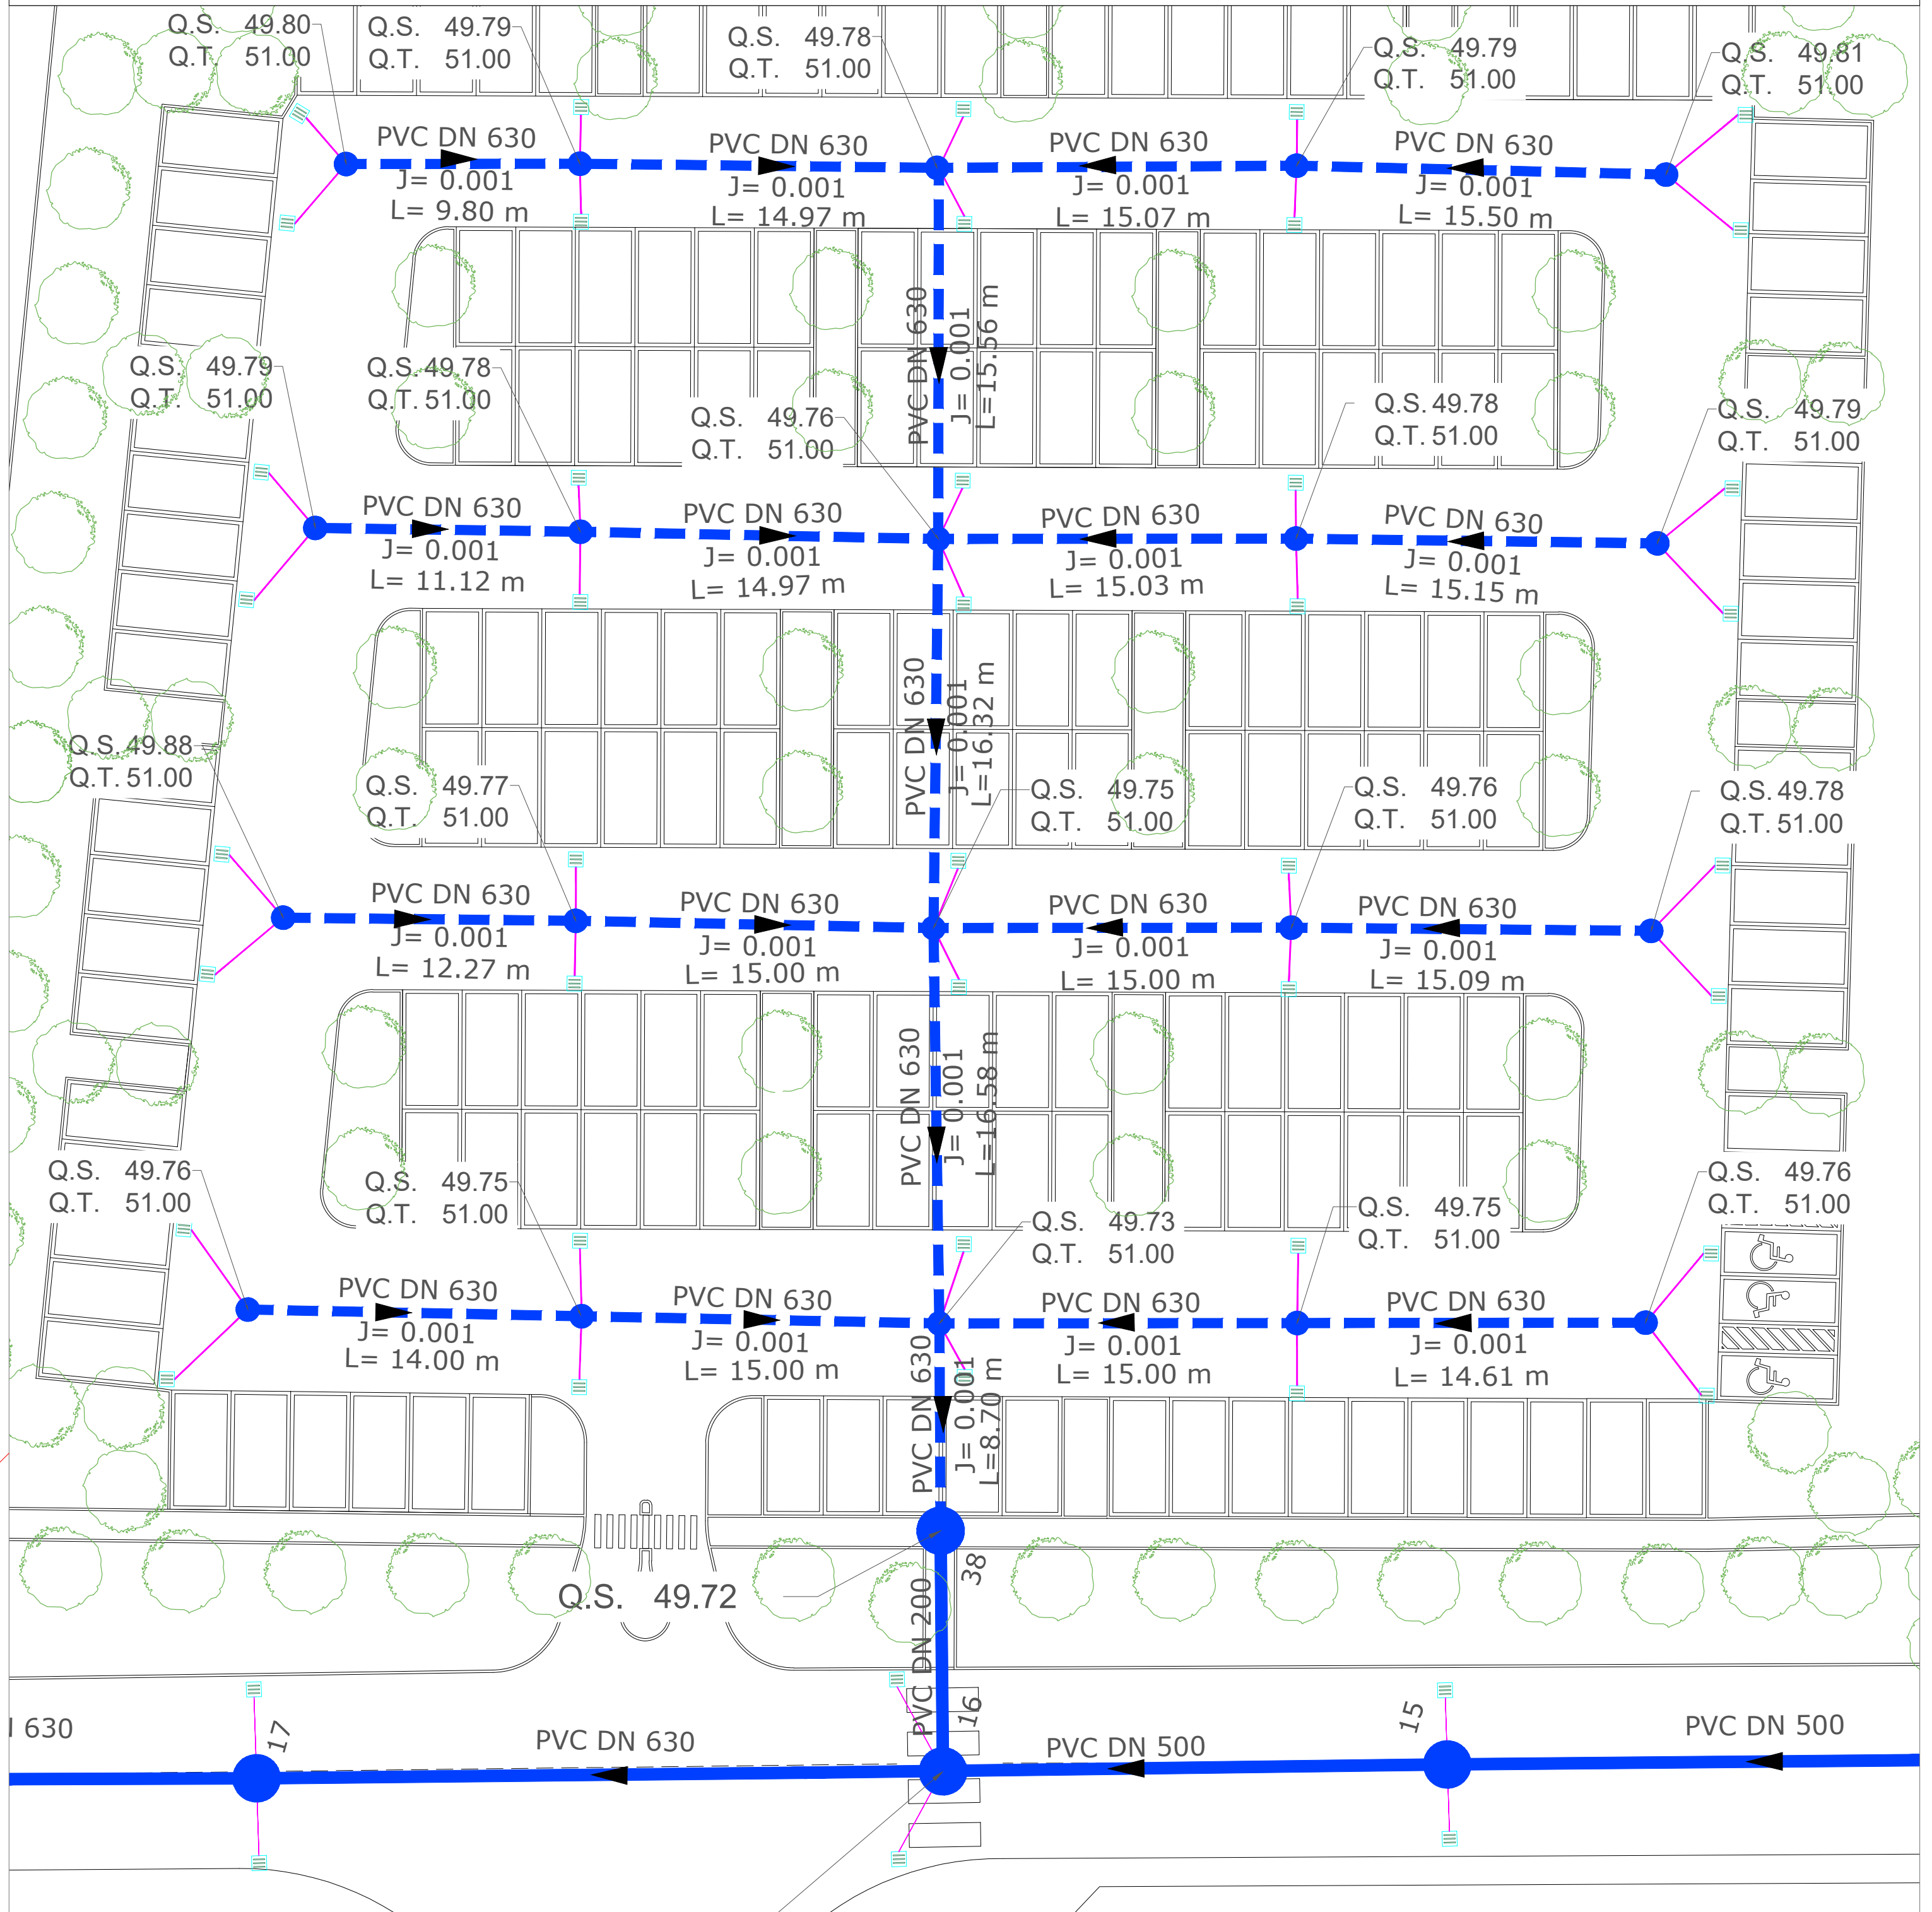 Q.S. 49.80
Q.T. 51.00
Q.S. 49.79
Q.T. 51.00
Q.S. 49.78
Q.T. 51.00
Q.S. 49.79
Q.T. 51.00
Q.S. 49.81
Q.T. 51.00
PVC DN 630
J= 0.001
L= 9.80 m
PVC DN 630
J= 0.001
L= 14.97 m
PVC DN 630
J= 0.001
L= 15.07 m
PVC DN 630
J= 0.001
L= 15.50 m
PVC DN 630
J= 0.001
L=15.56 m
Q.S. 49.79
Q.T. 51.00
Q.S. 49.78
Q.T. 51.00
Q.S. 49.76
Q.T. 51.00
Q.S. 49.78
Q.T. 51.00
Q.S. 49.79
Q.T. 51.00
PVC DN 630
J= 0.001
L= 11.12 m
PVC DN 630
J= 0.001
L= 14.97 m
PVC DN 630
J= 0.001
L= 15.03 m
PVC DN 630
J= 0.001
L= 15.15 m
PVC DN 630
J= 0.001
L=16.32 m
Q.S. 49.88
Q.T. 51.00
Q.S. 49.77
Q.T. 51.00
Q.S. 49.75
Q.T. 51.00
Q.S. 49.76
Q.T. 51.00
Q.S. 49.78
Q.T. 51.00
PVC DN 630
J= 0.001
L= 12.27 m
PVC DN 630
J= 0.001
L= 15.00 m
PVC DN 630
J= 0.001
L= 15.00 m
PVC DN 630
J= 0.001
L= 15.09 m
PVC DN 630
J= 0.001
L=16.58 m
Q.S. 49.76
Q.T. 51.00
Q.S. 49.75
Q.T. 51.00
Q.S. 49.73
Q.T. 51.00
Q.S. 49.75
Q.T. 51.00
Q.S. 49.76
Q.T. 51.00
PVC DN 630
J= 0.001
L= 14.00 m
PVC DN 630
J= 0.001
L= 15.00 m
PVC DN 630
J= 0.001
L= 15.00 m
PVC DN 630
J= 0.001
L= 14.61 m
PVC DN 630
J= 0.001
L=8.70 m
38
Q.S. 49.72
PVC DN 200
16
15
17
630
PVC DN 630
PVC DN 500
PVC DN 500